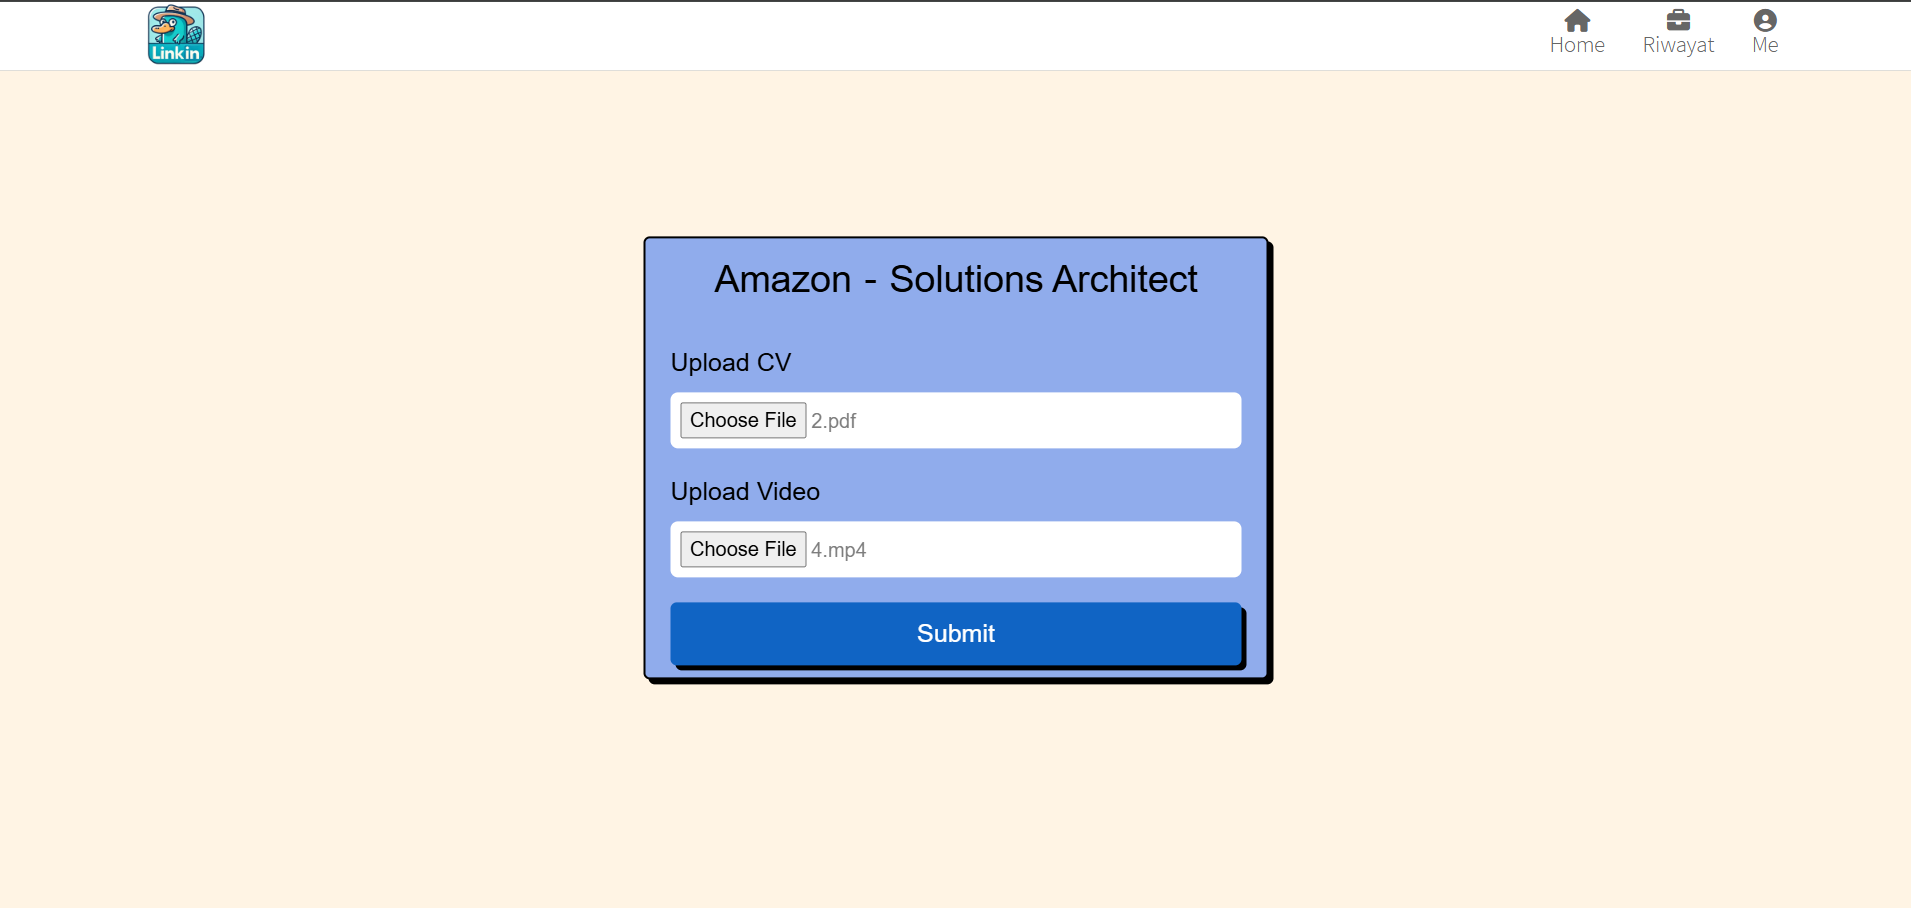 Linkin
Home
Riwayat
Me
Amazon - Solutions Architect
Upload CV
Choose File 2.pdf
Upload Video
Choose File 4.mp4
Submit